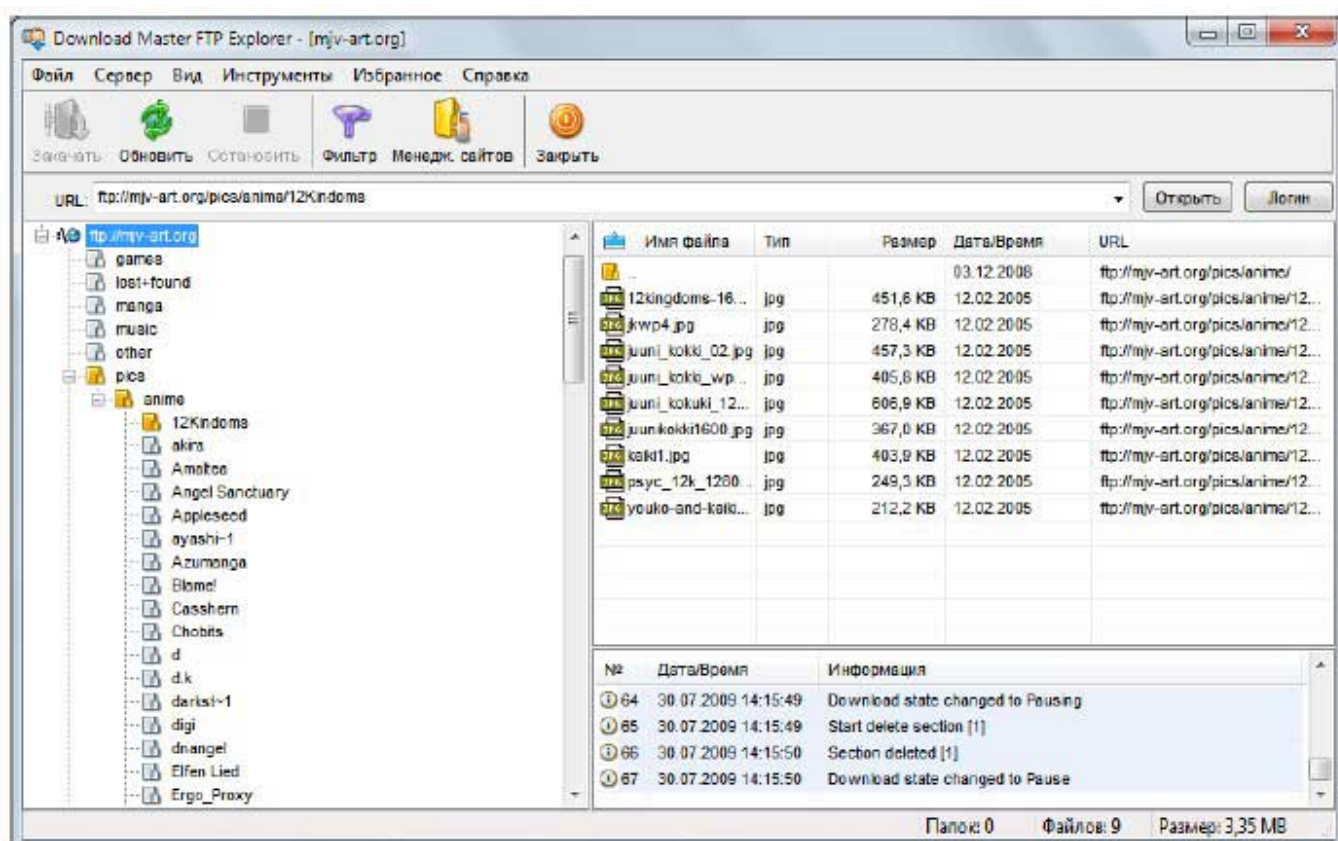 Download Master FTP Explorer - [mjv-art.org]
Файл Сервер Вид Инструменты Избранное Справка
Закачать Обновить Остановить Фильтр Менедж. сайтов Закрыть
URL: ftp://mjv-art.org/pics/anime/12Kindoms Открыть Логин
ftp://mjv-art.org
games
lost+found
manga
music
other
pics
anime
12Kindoms
akira
Amatea
Angel Sanctuary
Appleseed
ayashi~1
Azumanga
Blame!
Casshern
Chobits
d
d.k
darkst~1
digi
dnangel
Elfen Lied
Ergo_Proxy
Имя файла Тип Размер Дата/Время URL
.. 03.12.2008 ftp://mjv-art.org/pics/anime/
12kingdoms-16... jpg 451,6 KB 12.02.2005 ftp://mjv-art.org/pics/anime/12...
jkwp4.jpg jpg 278,4 KB 12.02.2005 ftp://mjv-art.org/pics/anime/12...
juuni_kokki_02.jpg jpg 457,3 KB 12.02.2005 ftp://mjv-art.org/pics/anime/12...
juuni_kokki_wp... jpg 405,8 KB 12.02.2005 ftp://mjv-art.org/pics/anime/12...
juuni_kokuki_12... jpg 606,9 KB 12.02.2005 ftp://mjv-art.org/pics/anime/12...
juunikokki1600.jpg jpg 367,0 KB 12.02.2005 ftp://mjv-art.org/pics/anime/12...
keiki1.jpg jpg 403,9 KB 12.02.2005 ftp://mjv-art.org/pics/anime/12...
psyc_12k_1280... jpg 249,3 KB 12.02.2005 ftp://mjv-art.org/pics/anime/12...
youko-and-keiki... jpg 212,2 KB 12.02.2005 ftp://mjv-art.org/pics/anime/12...
№ Дата/Время Информация
64 30.07.2009 14:15:49 Download state changed to Pausing
65 30.07.2009 14:15:49 Start delete section [1]
66 30.07.2009 14:15:50 Section deleted [1]
67 30.07.2009 14:15:50 Download state changed to Pause
Папок: 0 Файлов: 9 Размер: 3,35 MB